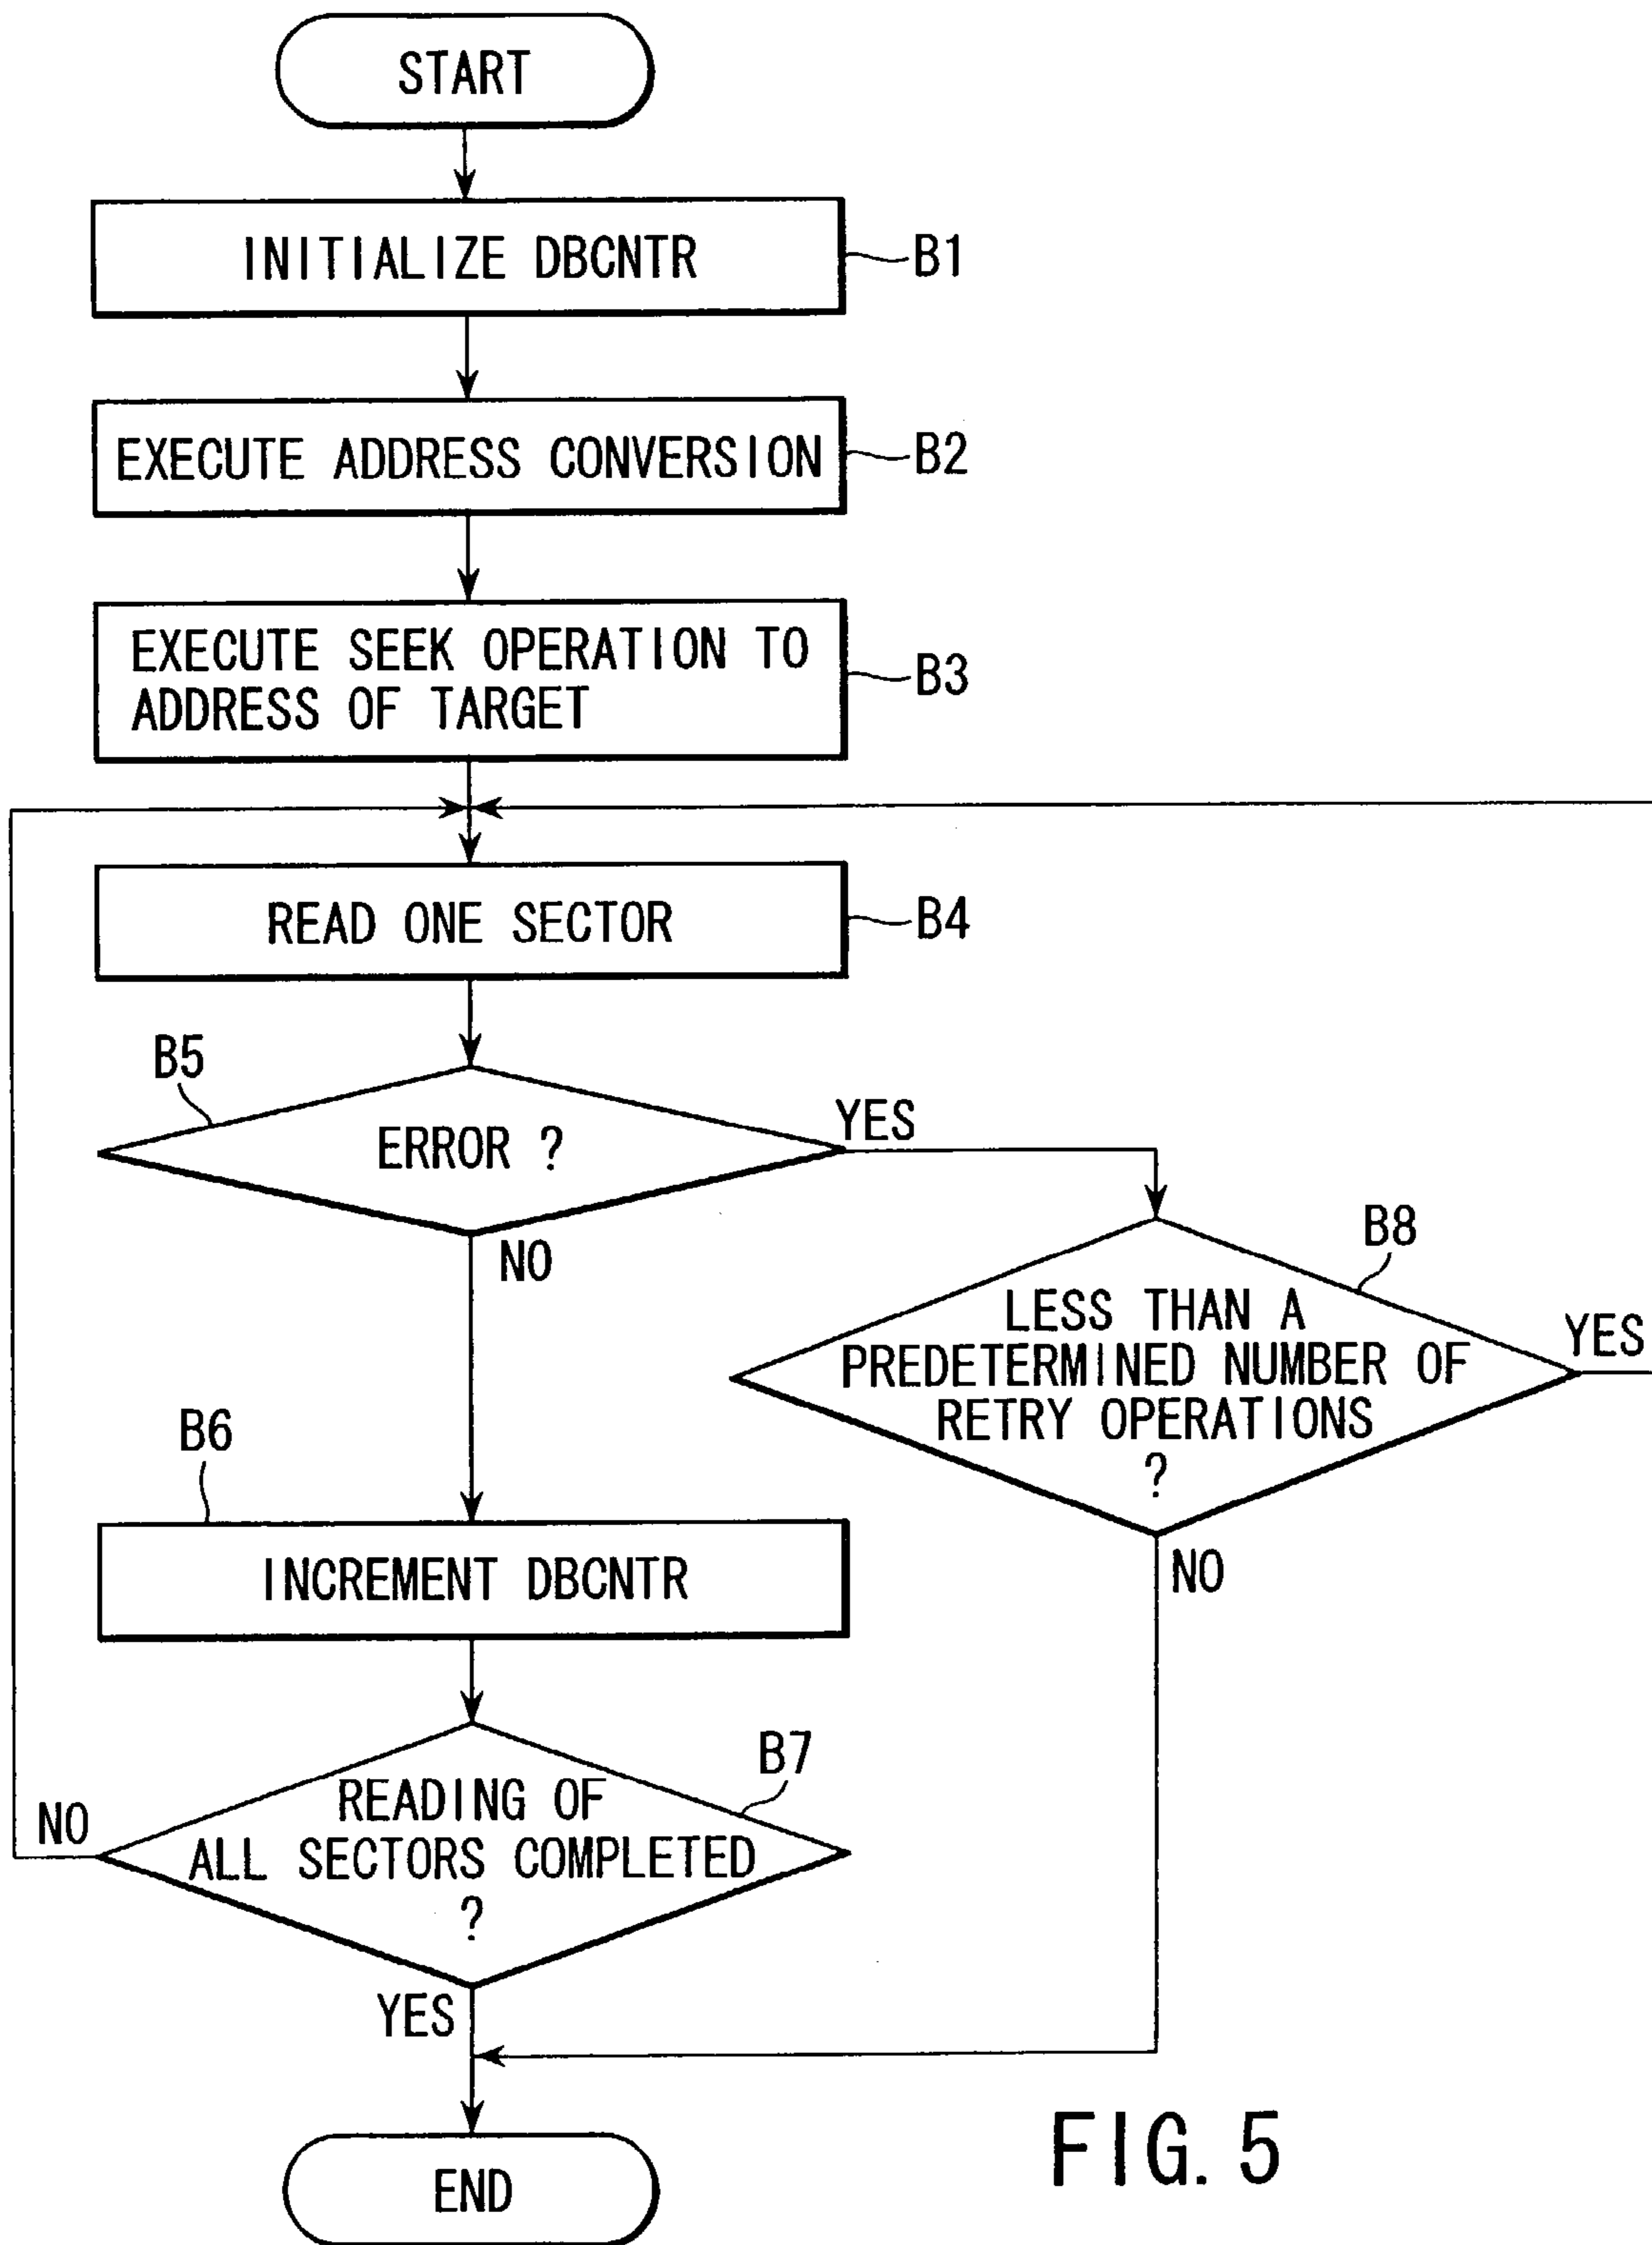 START
INITIALIZE DBCNTR
B1
EXECUTE ADDRESS CONVERSION
B2
EXECUTE SEEK OPERATION TO
ADDRESS OF TARGET
B3
READ ONE SECTOR
B4
B5
ERROR ?
YES
NO
B8
LESS THAN A
PREDETERMINED NUMBER OF
RETRY OPERATIONS
?
YES
NO
B6
INCREMENT DBCNTR
B7
READING OF
ALL SECTORS COMPLETED
?
NO
YES
END
FIG. 5